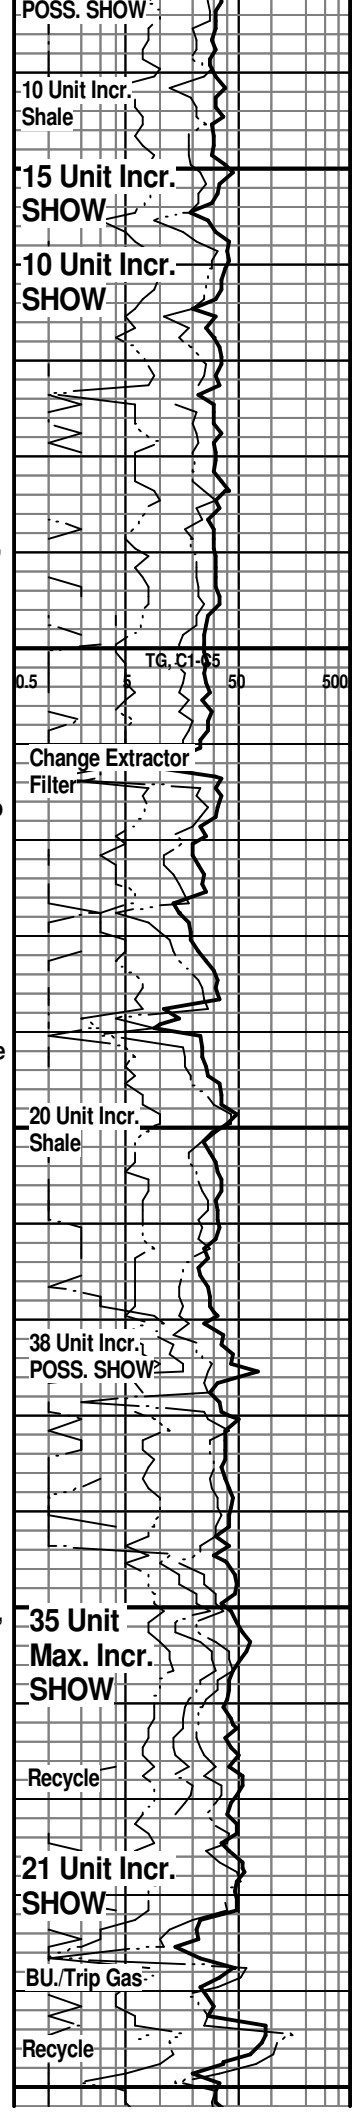 POSS. SHOW
10 Unit Incr.
Shale
15 Unit Incr.
SHOW
10 Unit Incr.
SHOW
TG, C1-C5
0.5 5 50 500
Change Extractor
Filter
20 Unit Incr.
Shale
38 Unit Incr.
POSS. SHOW
35 Unit
Max. Incr.
SHOW
Recycle
21 Unit Incr.
SHOW
BU./Trip Gas
Recycle